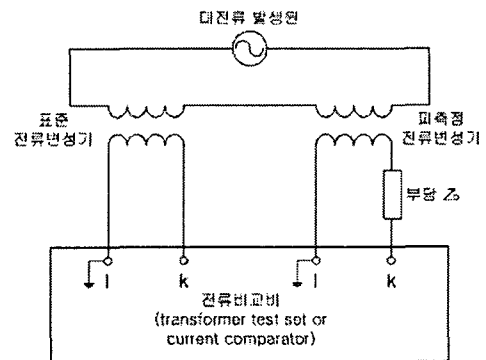 대전류 발생원
표준
전류변성기
피측정
전류변성기
부담 Zb
l k l k
전류비교비
(transformer test set or
current comparator)